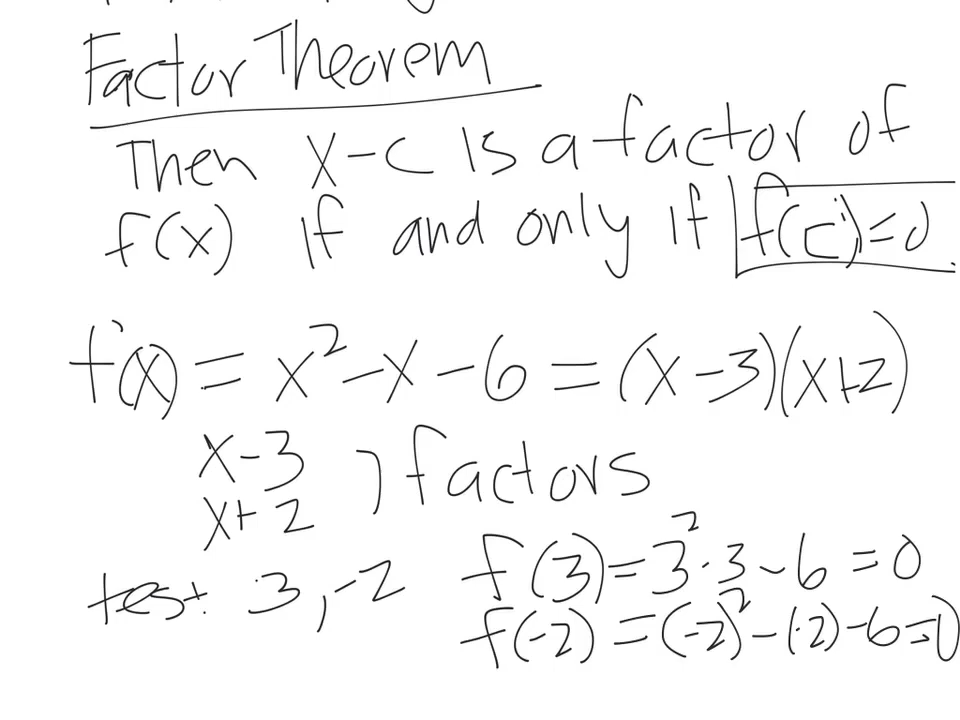 Factor Theorem
Then x-c is a factor of
f(x) if and only if f(c)=0
f(x) = x²-x-6 = (x-3)(x+2)
x-3
x+2 } factors
test 3,-2 f(3)=3²-3-6=0
f(-2)=(-2)²-(-2)-6=0